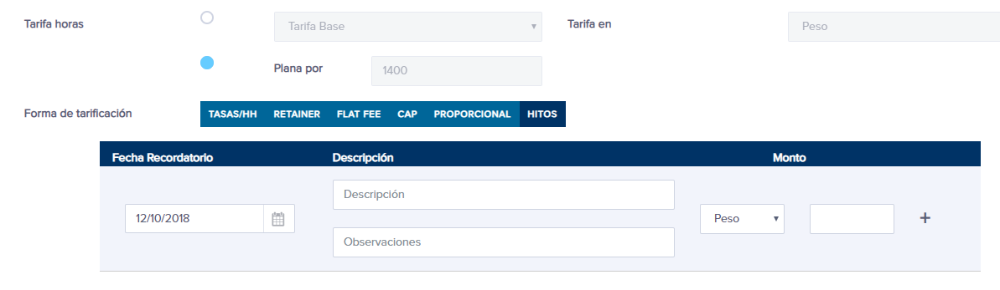 Tarifa horas
Tarifa Base
Tarifa en
Peso
Plana por
1400
Forma de tarificación
TASAS/HH RETAINER FLAT FEE CAP PROPORCIONAL HITOS
Fecha Recordatorio Descripción Monto
Descripción
12/10/2018
Peso
+
Observaciones